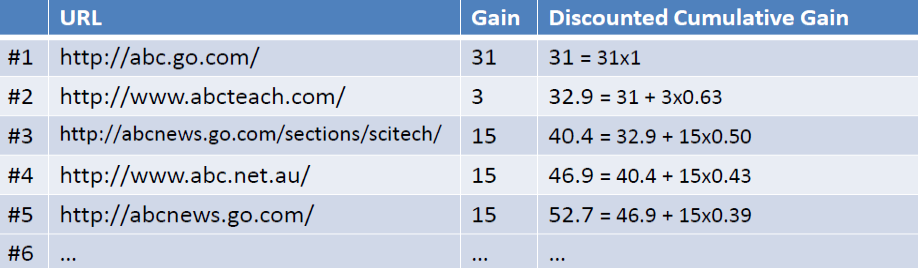 URL Gain Discounted Cumulative Gain
#1 http://abc.go.com/ 31 31 = 31x1
#2 http://www.abcteach.com/ 3 32.9 = 31 + 3x0.63
#3 http://abcnews.go.com/sections/scitech/ 15 40.4 = 32.9 + 15x0.50
#4 http://www.abc.net.au/ 15 46.9 = 40.4 + 15x0.43
#5 http://abcnews.go.com/ 15 52.7 = 46.9 + 15x0.39
#6 ... ... ...